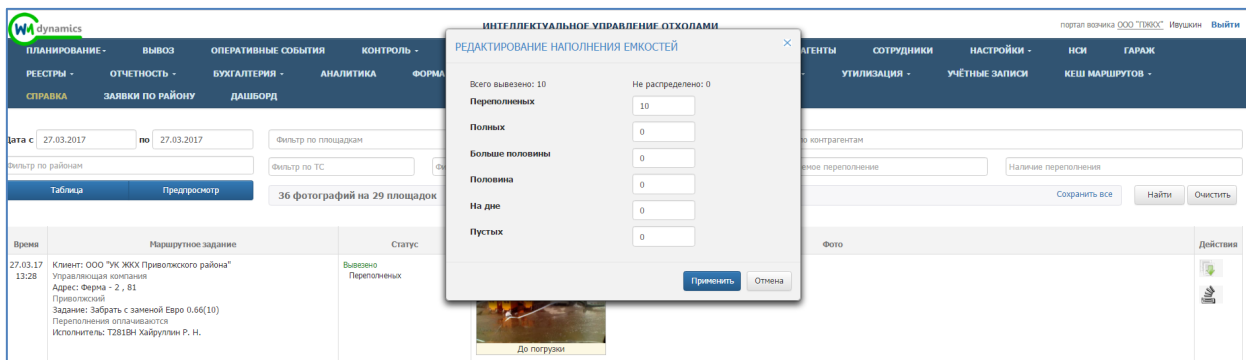 WM dynamics
ИНТЕЛЛЕКТУАЛЬНОЕ УПРАВЛЕНИЕ ОТХОДАМИ
портал возчика ООО "ПЖКХ" Ивушкин Выйти
ПЛАНИРОВАНИЕ ВЫВОЗ ОПЕРАТИВНЫЕ СОБЫТИЯ КОНТРОЛЬ АГЕНТЫ СОТРУДНИКИ НАСТРОЙКИ НСИ ГАРАЖ
РЕЕСТРЫ ОТЧЕТНОСТЬ БУХГАЛТЕРИЯ АНАЛИТИКА ФОРМА УТИЛИЗАЦИЯ УЧЁТНЫЕ ЗАПИСИ КЕШ МАРШРУТОВ
СПРАВКА ЗАЯВКИ ПО РАЙОНУ ДАШБОРД
РЕДАКТИРОВАНИЕ НАПОЛНЕНИЯ ЕМКОСТЕЙ ×
Всего вывезено: 10 Не распределено: 0
Переполненых 10
Полных 0
Больше половины 0
Половина 0
На дне 0
Пустых 0
Применить Отмена
Дата с 27.03.2017 по 27.03.2017 Фильтр по площадкам по контрагентам
Фильтр по районам Фильтр по ТС емое переполнение Наличие переполнения
Таблица Предпросмотр 36 фотографий на 29 площадок Сохранить все Найти Очистить
Время Маршрутное задание Статус Фото Действия
27.03.17 Клиент: ООО "УК ЖКХ Приволжского района" Вывезено
13:28 Управляющая компания Переполненых
Адрес: Ферма - 2 , 81
Приволжский
Задание: Забрать с заменой Евро 0.66(10)
Переполнения оплачиваются
Исполнитель: Т281ВН Хайруллин Р. Н.
До погрузки